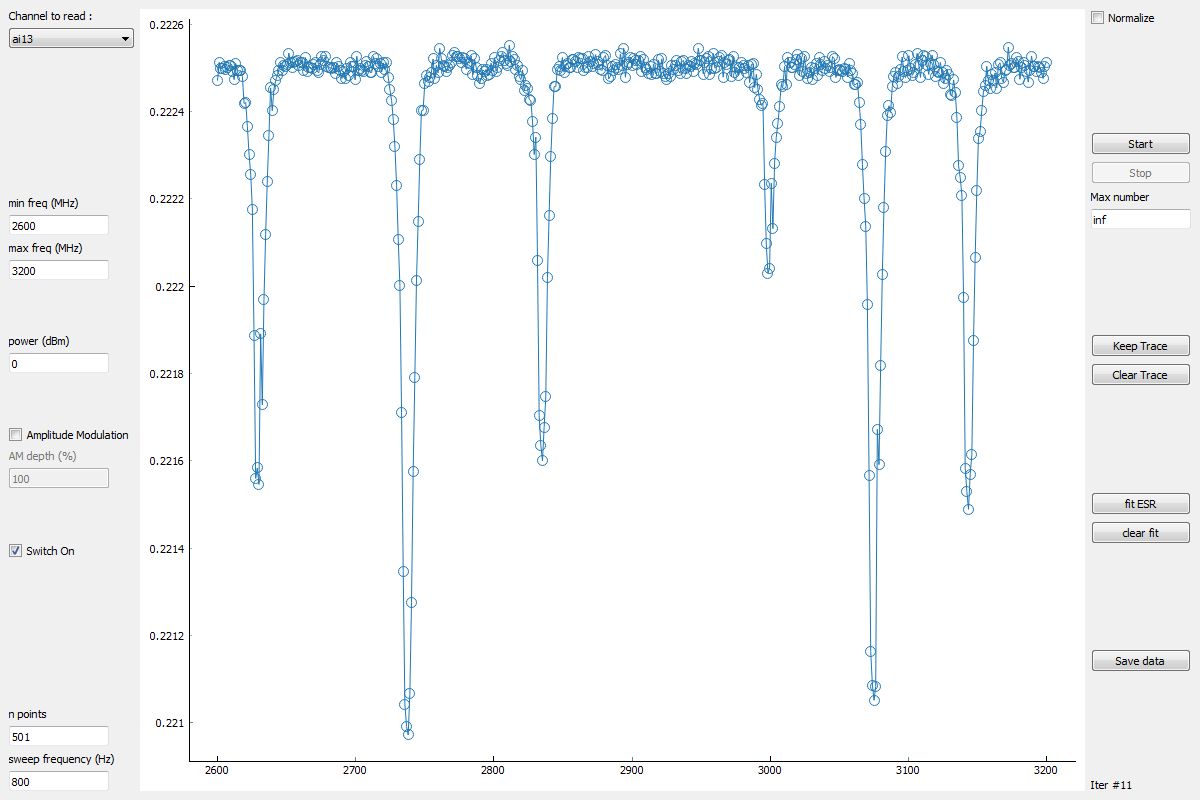 Channel to read :
ai13
min freq (MHz)
2600
max freq (MHz)
3200
power (dBm)
0
Amplitude Modulation
AM depth (%)
100
Switch On
n points
501
sweep frequency (Hz)
800
0.2226
0.2224
0.2222
0.222
0.2218
0.2216
0.2214
0.2212
0.221
2600 2700 2800 2900 3000 3100 3200
Normalize
Start
Stop
Max number
inf
Keep Trace
Clear Trace
fit ESR
clear fit
Save data
Iter #11